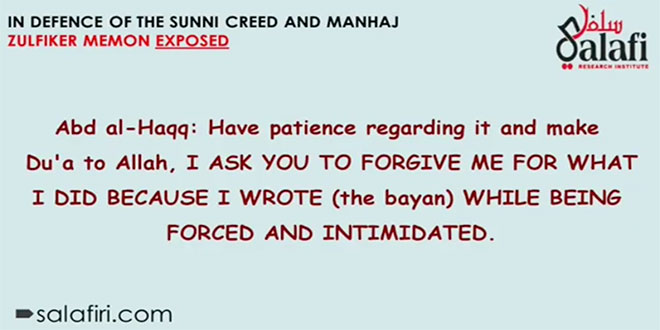 IN DEFENCE OF THE SUNNI CREED AND MANHAJ
ZULFIKER MEMON EXPOSED
سلفي
Salafi
RESEARCH INSTITUTE
Abd al-Haqq: Have patience regarding it and make
Du'a to Allah, I ASK YOU TO FORGIVE ME FOR WHAT
I DID BECAUSE I WROTE (the bayan) WHILE BEING
FORCED AND INTIMIDATED.
salafiri.com